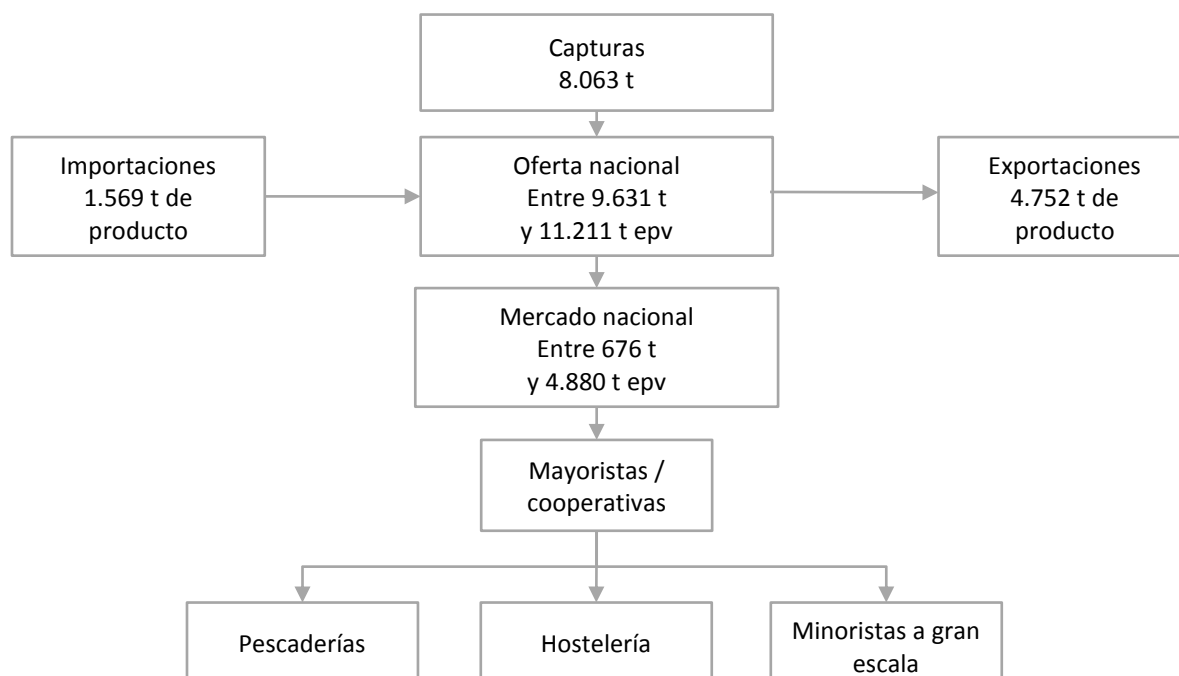 Capturas
8.063 t
Importaciones
1.569 t de
producto
Oferta nacional
Entre 9.631 t
y 11.211 t epv
Exportaciones
4.752 t de
producto
Mercado nacional
Entre 676 t
y 4.880 t epv
Mayoristas /
cooperativas
Pescaderías
Hostelería
Minoristas a gran
escala